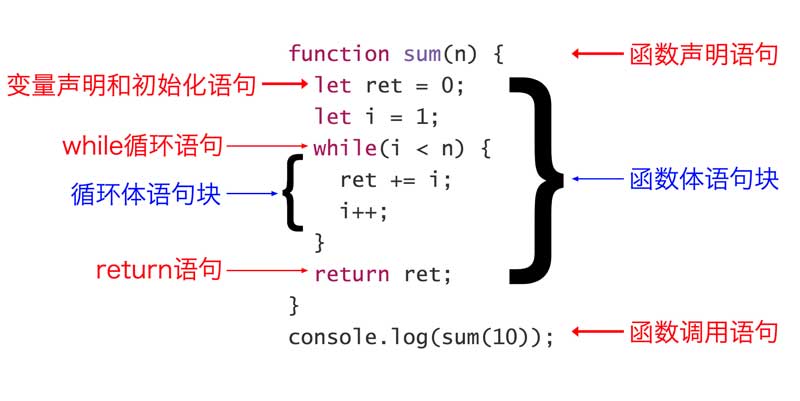 function sum(n) {
函数声明语句
变量声明和初始化语句
let ret = 0;
let i = 1;
while循环语句
while(i < n) {
循环体语句块
ret += i;
函数体语句块
i++;
}
return语句
return ret;
}
console.log(sum(10));
函数调用语句